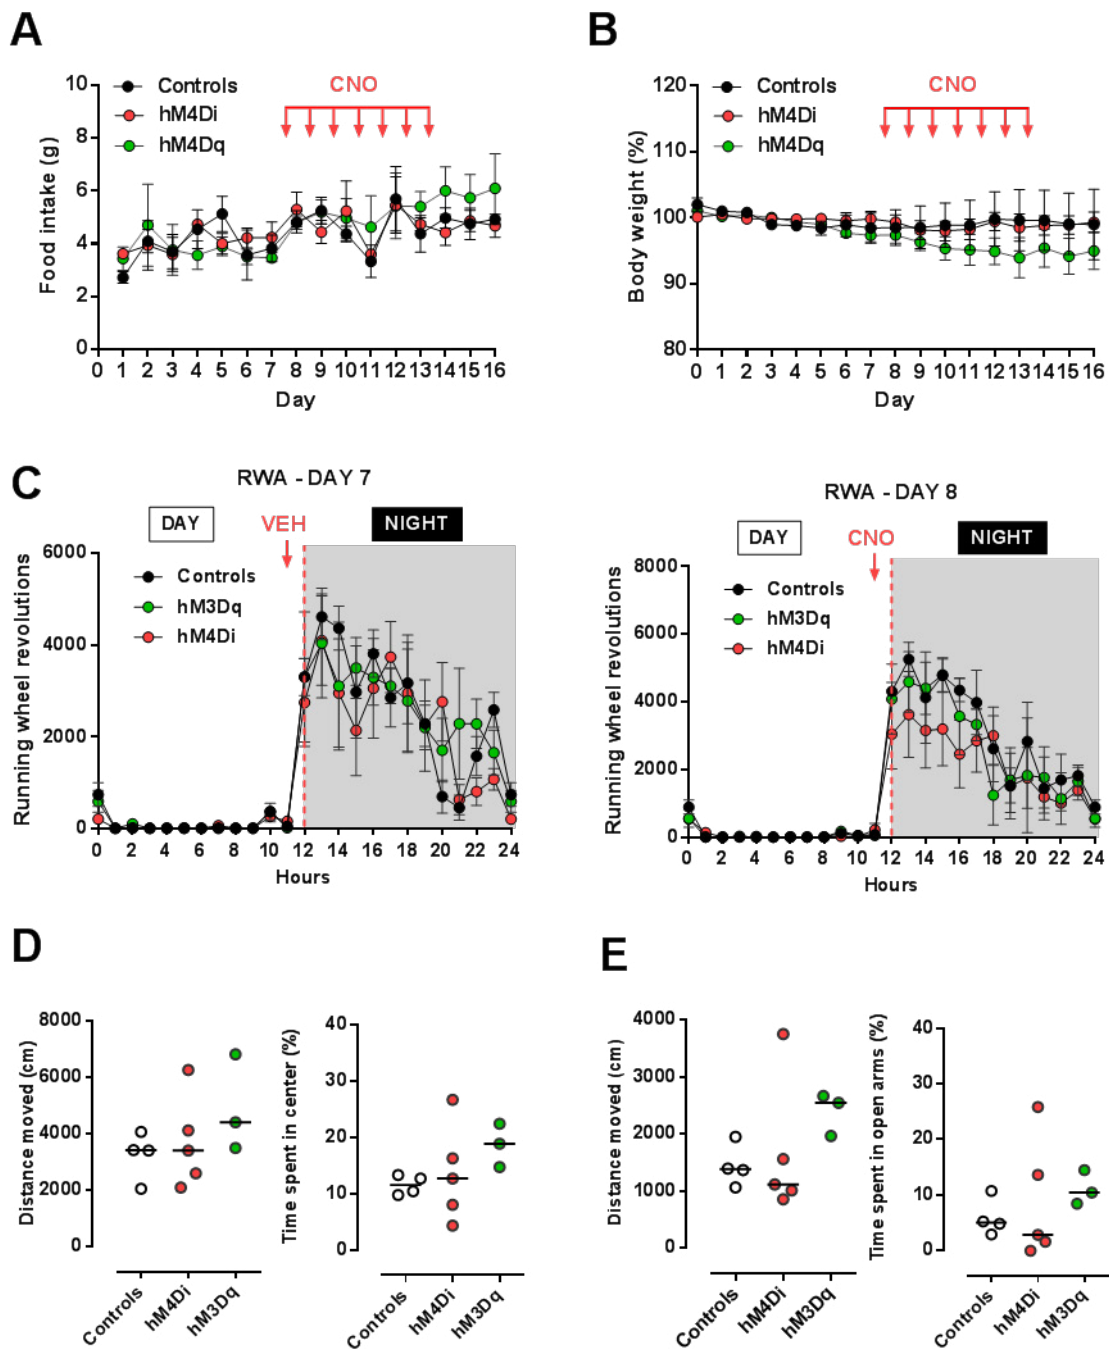 A
Food intake (g)
10
8
6
4
2
0
Controls
hM4Di
hM4Dq
CNO
0 1 2 3 4 5 6 7 8 9 10 11 12 13 14 15 16
Day
B
Body weight (%)
120
110
100
90
80
Controls
hM4Di
hM4Dq
CNO
0 1 2 3 4 5 6 7 8 9 10 11 12 13 14 15 16
Day
C
RWA - DAY 7
DAY
VEH
NIGHT
Running wheel revolutions
6000
4000
2000
0
Controls
hM3Dq
hM4Di
0 2 4 6 8 10 12 14 16 18 20 22 24
Hours
RWA - DAY 8
DAY
CNO
NIGHT
Running wheel revolutions
8000
6000
4000
2000
0
Controls
hM3Dq
hM4Di
0 2 4 6 8 10 12 14 16 18 20 22 24
Hours
D
Distance moved (cm)
8000
6000
4000
2000
0
Controls
hM4Di
hM3Dq
Time spent in center (%)
40
30
20
10
0
Controls
hM4Di
hM3Dq
E
Distance moved (cm)
4000
3000
2000
1000
0
Controls
hM4Di
hM3Dq
Time spent in open arms (%)
40
30
20
10
0
Controls
hM4Di
hM3Dq